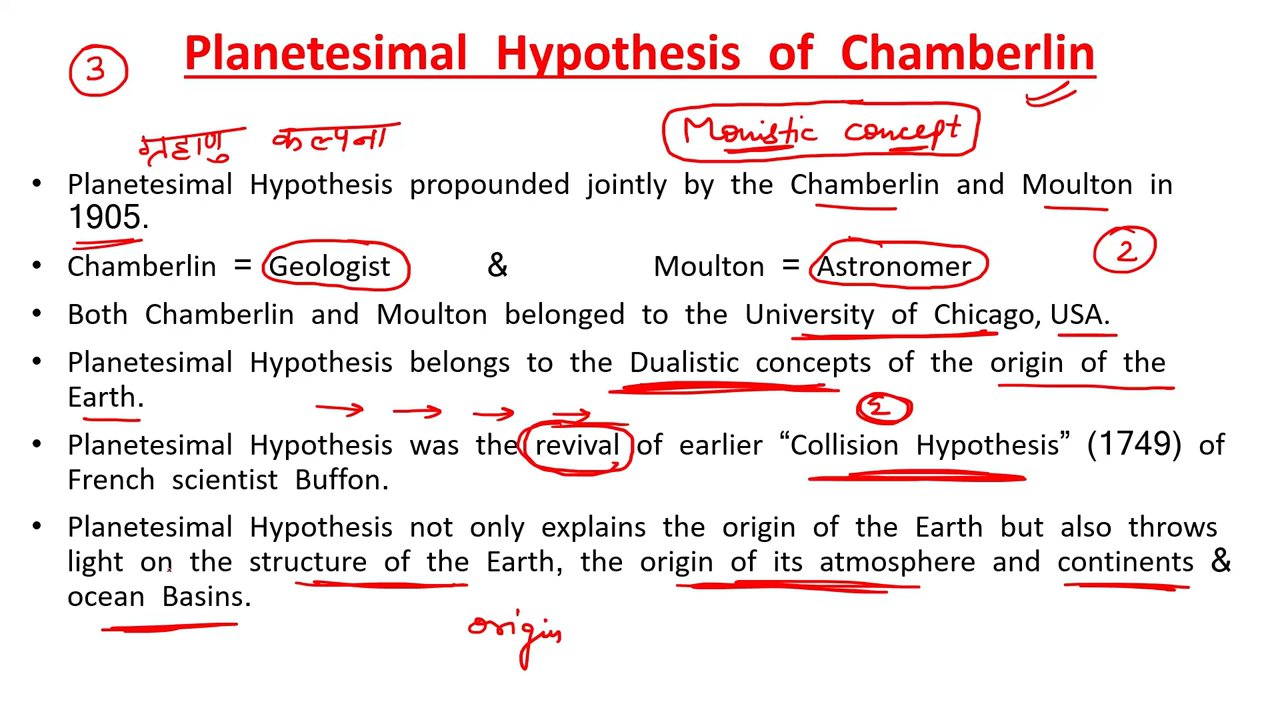 3
Planetesimal Hypothesis of Chamberlin
ग्रहाणु कल्पना
Monistic concept
• Planetesimal Hypothesis propounded jointly by the Chamberlin and Moulton in
1905.
2
• Chamberlin = Geologist & Moulton = Astronomer
• Both Chamberlin and Moulton belonged to the University of Chicago, USA.
• Planetesimal Hypothesis belongs to the Dualistic concepts of the origin of the
Earth.
• Planetesimal Hypothesis was the revival of earlier “Collision Hypothesis” (1749) of
French scientist Buffon.
• Planetesimal Hypothesis not only explains the origin of the Earth but also throws
light on the structure of the Earth, the origin of its atmosphere and continents &
ocean Basins.
origin